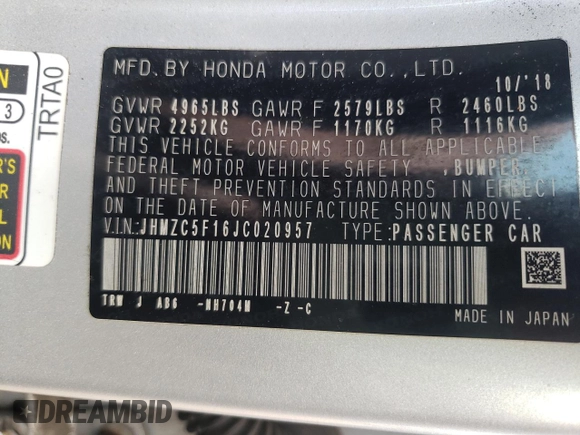 MFD.BY HONDA MOTOR CO.,LTD.
10/'18
GVWR 4965LBS GAWR F 2579LBS R 2460LBS
GVWR 2252KG GAWR F 1170KG R 1116KG
THIS VEHICLE CONFORMS TO ALL APPLICABLE
FEDERAL MOTOR VEHICLE SAFETY ,BUMPER,
AND THEFT PREVENTION STANDARDS IN EFFECT
ON THE DATE OF MANUFACTURE SHOWN ABOVE.
V.I.N.:JHMZC5F16JC020957 TYPE:PASSENGER CAR
TRW J AB6 -NH704M -Z -C
MADE IN JAPAN
TRTA0
N
3
DREAMBID